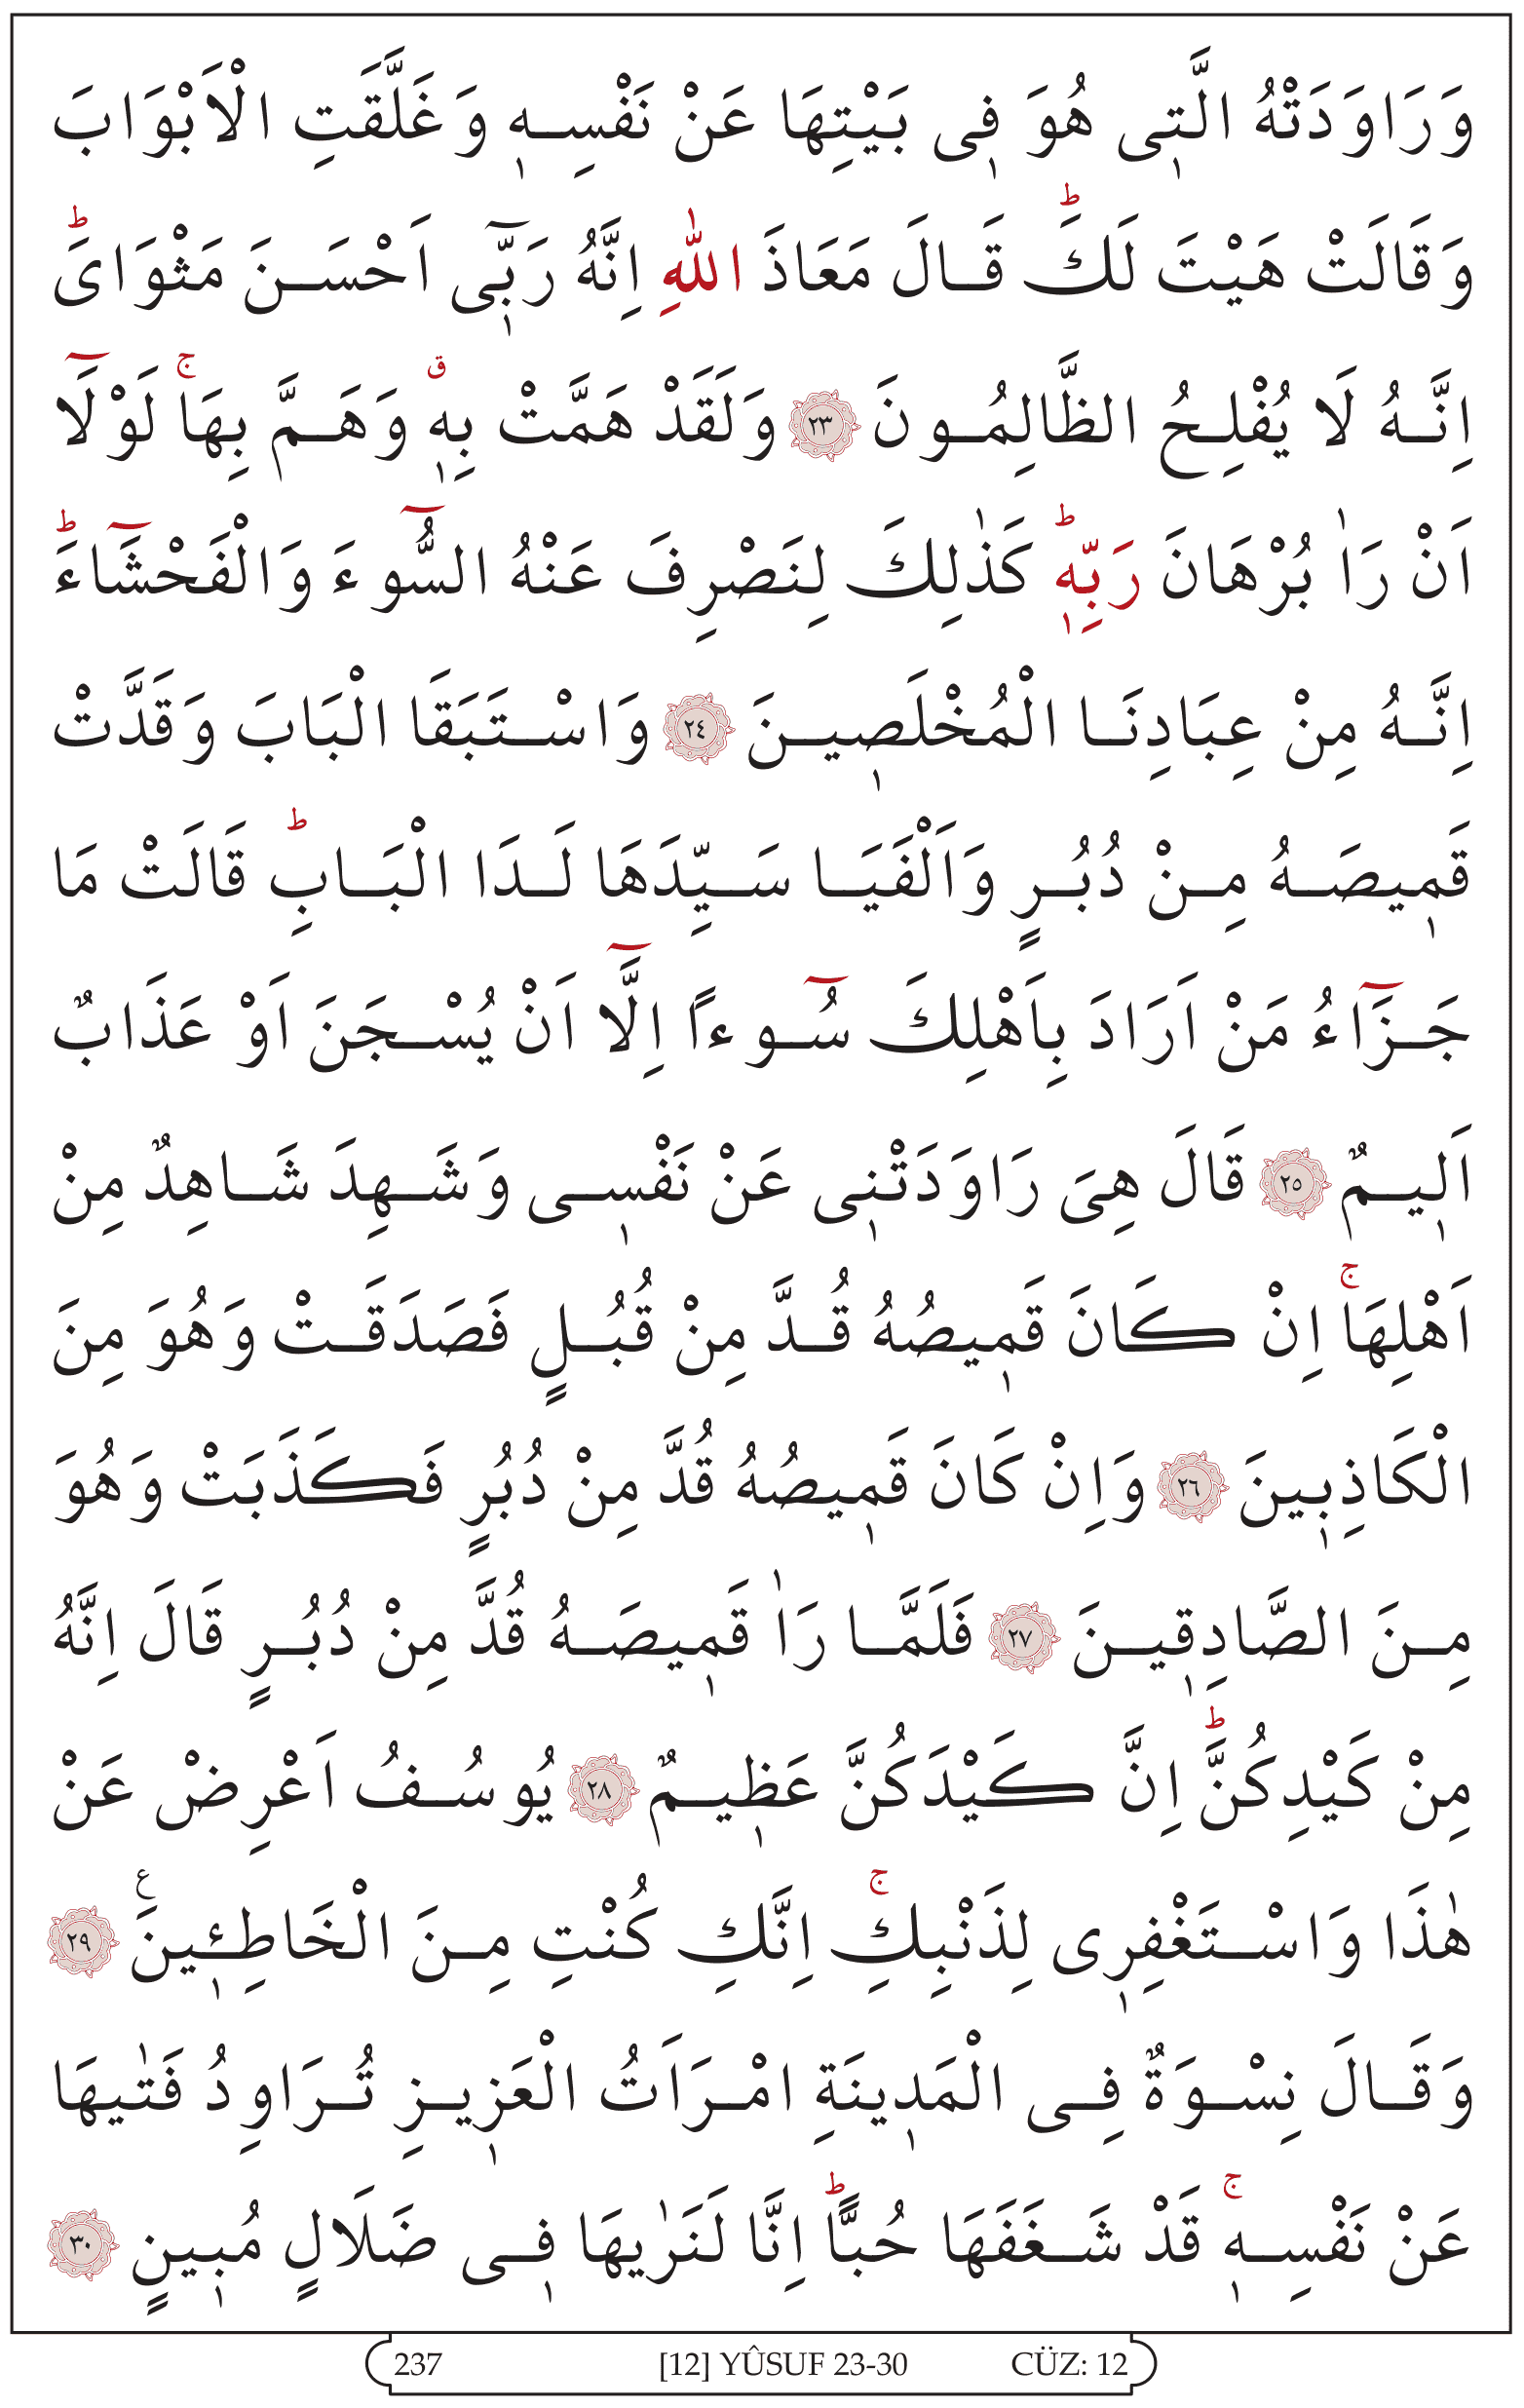 وَرَاوَدَتْهُ الَّت۪ى هُوَ ف۪ى بَيْتِهَا عَنْ نَفْسِه۪ وَغَلَّقَتِ الْاَبْوَابَ
وَقَالَتْ هَيْتَ لَكَۜ قَالَ مَعَاذَ اللّٰهِ اِنَّهُ رَبّ۪ٓى اَحْسَنَ مَثْوَاىَۜ
اِنَّهُ لَا يُفْلِحُ الظَّالِمُونَ ﴿٢٣﴾ وَلَقَدْ هَمَّتْ بِه۪ۗ وَهَمَّ بِهَاۚ لَوْلَٓا
اَنْ رَاٰ بُرْهَانَ رَبِّه۪ۜ كَذٰلِكَ لِنَصْرِفَ عَنْهُ السُّٓوءَ وَالْفَحْشَٓاءَۜ
اِنَّهُ مِنْ عِبَادِنَا الْمُخْلَص۪ينَ ﴿٢٤﴾ وَاسْتَبَقَا الْبَابَ وَقَدَّتْ
قَم۪يصَهُ مِنْ دُبُرٍ وَاَلْفَيَا سَيِّدَهَا لَدَا الْبَابِۜ قَالَتْ مَا
جَزَٓاءُ مَنْ اَرَادَ بِاَهْلِكَ سُٓوءًا اِلَّٓا اَنْ يُسْجَنَ اَوْ عَذَابٌ
اَل۪يمٌ ﴿٢٥﴾ قَالَ هِىَ رَاوَدَتْن۪ى عَنْ نَفْس۪ى وَشَهِدَ شَاهِدٌ مِنْ
اَهْلِهَاۚ اِنْ كَانَ قَم۪يصُهُ قُدَّ مِنْ قُبُلٍ فَصَدَقَتْ وَهُوَ مِنَ
الْكَاذِب۪ينَ ﴿٢٦﴾ وَاِنْ كَانَ قَم۪يصُهُ قُدَّ مِنْ دُبُرٍ فَكَذَبَتْ وَهُوَ
مِنَ الصَّادِق۪ينَ ﴿٢٧﴾ فَلَمَّا رَاٰ قَم۪يصَهُ قُدَّ مِنْ دُبُرٍ قَالَ اِنَّهُ
مِنْ كَيْدِكُنَّۜ اِنَّ كَيْدَكُنَّ عَظ۪يمٌ ﴿٢٨﴾ يُوسُفُ اَعْرِضْ عَنْ
هٰذَا وَاسْتَغْفِر۪ى لِذَنْبِكِۚ اِنَّكِ كُنْتِ مِنَ الْخَاطِـ۪ٔينَ۟ ﴿٢٩﴾
وَقَالَ نِسْوَةٌ فِى الْمَد۪ينَةِ امْرَاَتُ الْعَز۪يزِ تُرَاوِدُ فَتٰيهَا
عَنْ نَفْسِه۪ۚ قَدْ شَغَفَهَا حُبًّاۜ اِنَّا لَنَرٰيهَا ف۪ى ضَلَالٍ مُب۪ينٍ ﴿٣٠﴾
237 [12] YÛSUF 23-30 CÜZ: 12